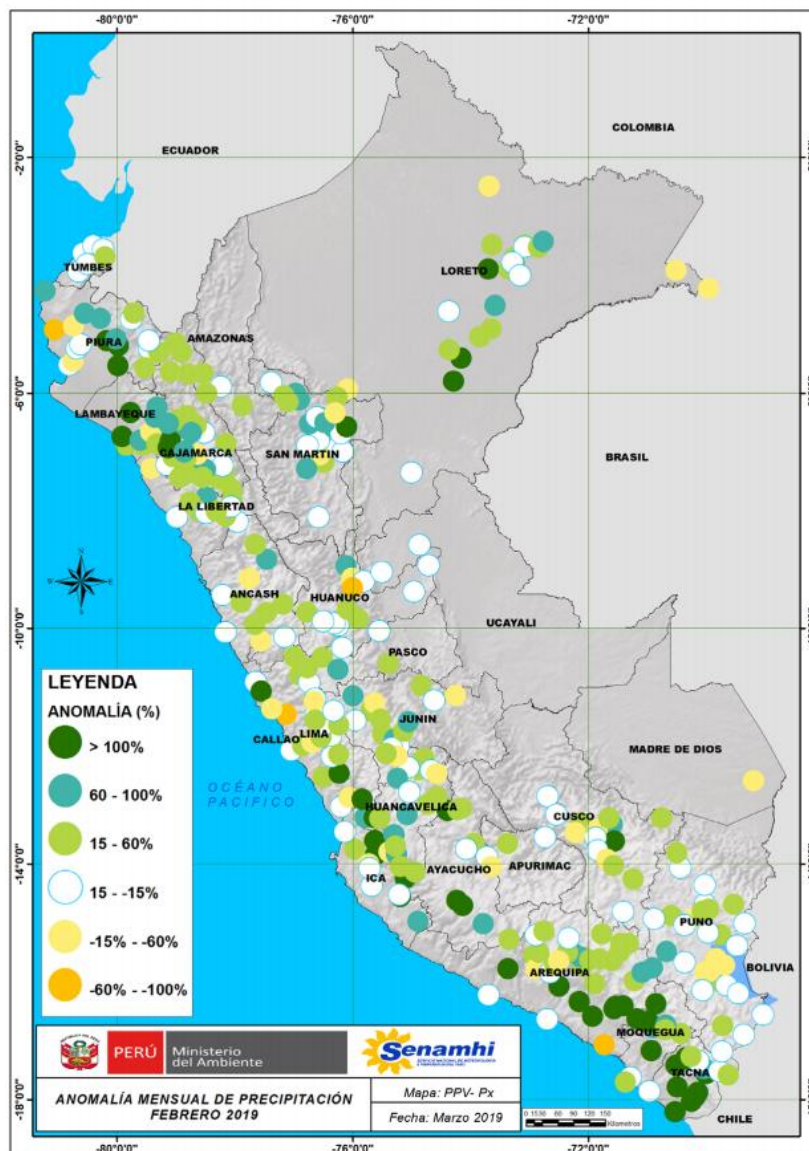 -80°0'0"
-76°0'0"
-72°0'0"
COLOMBIA
ECUADOR
-2°0'0"
LORETO
TUMBES
AMAZONAS
PIURA
-6°0'0"
LAMBAYEQUE
CAJAMARCA
SAN MARTIN
BRASIL
LA LIBERTAD
ANCASH
HUANUCO
UCAYALI
-10°0'0"
PASCO
LEYENDA
ANOMALÍA (%)
> 100%
60 - 100%
15 - 60%
15 - -15%
-15% - -60%
-60% - -100%
JUNIN
CALLAO
LIMA
MADRE DE DIOS
OCÉANO
PACIFICO
HUANCAVELICA
CUSCO
-14°0'0"
ICA
AYACUCHO
APURIMAC
PUNO
AREQUIPA
BOLIVIA
MOQUEGUA
TACNA
-18°0'0"
CHILE
PERÚ
Ministerio
del Ambiente
Senamhi
ANOMALÍA MENSUAL DE PRECIPITACIÓN
FEBRERO 2019
Mapa: PPV- Px
Fecha: Marzo 2019
Kilómetros
-80°0'0"
-76°0'0"
-72°0'0"